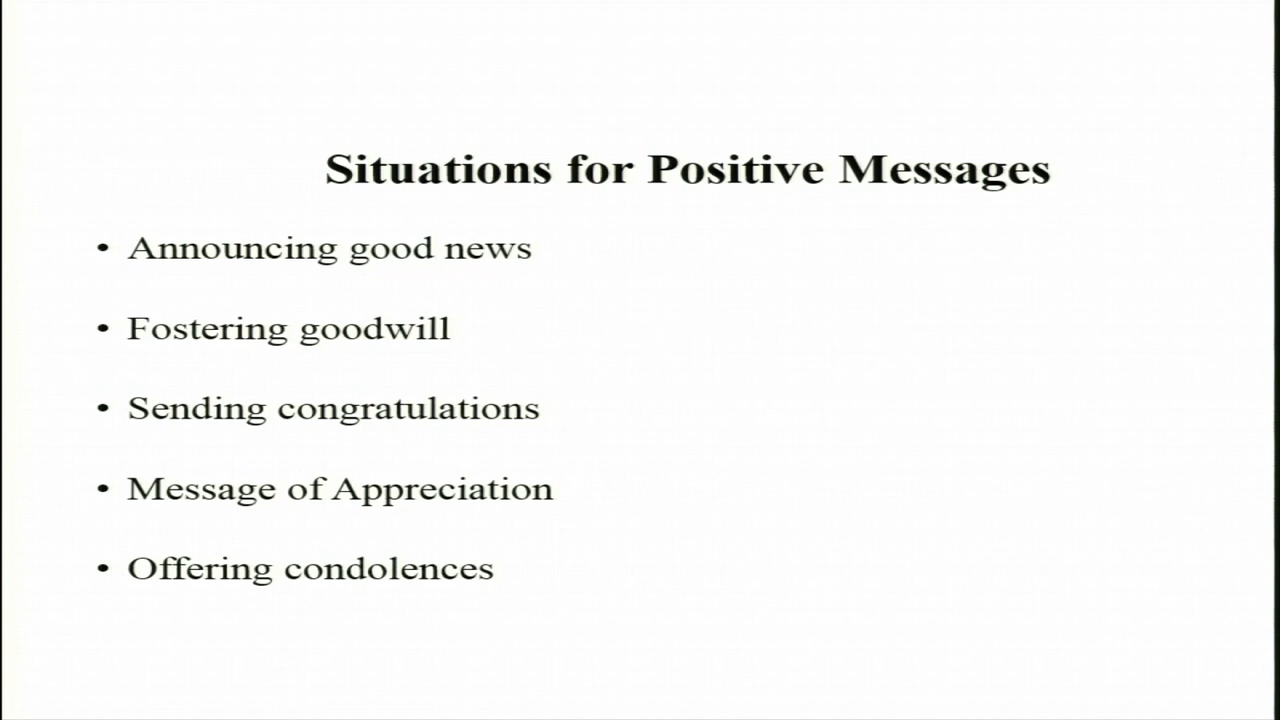 Situations for Positive Messages
• Announcing good news
• Fostering goodwill
• Sending congratulations
• Message of Appreciation
• Offering condolences